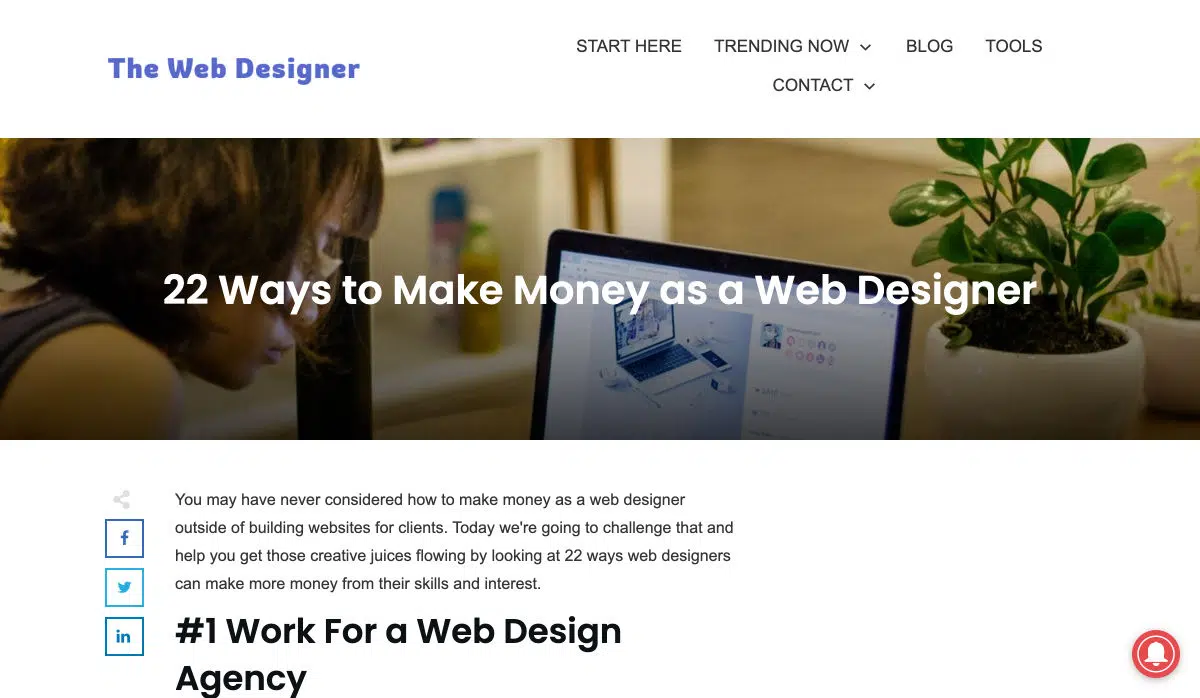 The Web Designer
START HERE TRENDING NOW BLOG TOOLS
CONTACT
22 Ways to Make Money as a Web Designer
You may have never considered how to make money as a web designer
outside of building websites for clients. Today we're going to challenge that and
help you get those creative juices flowing by looking at 22 ways web designers
can make more money from their skills and interest.
#1 Work For a Web Design
Agency